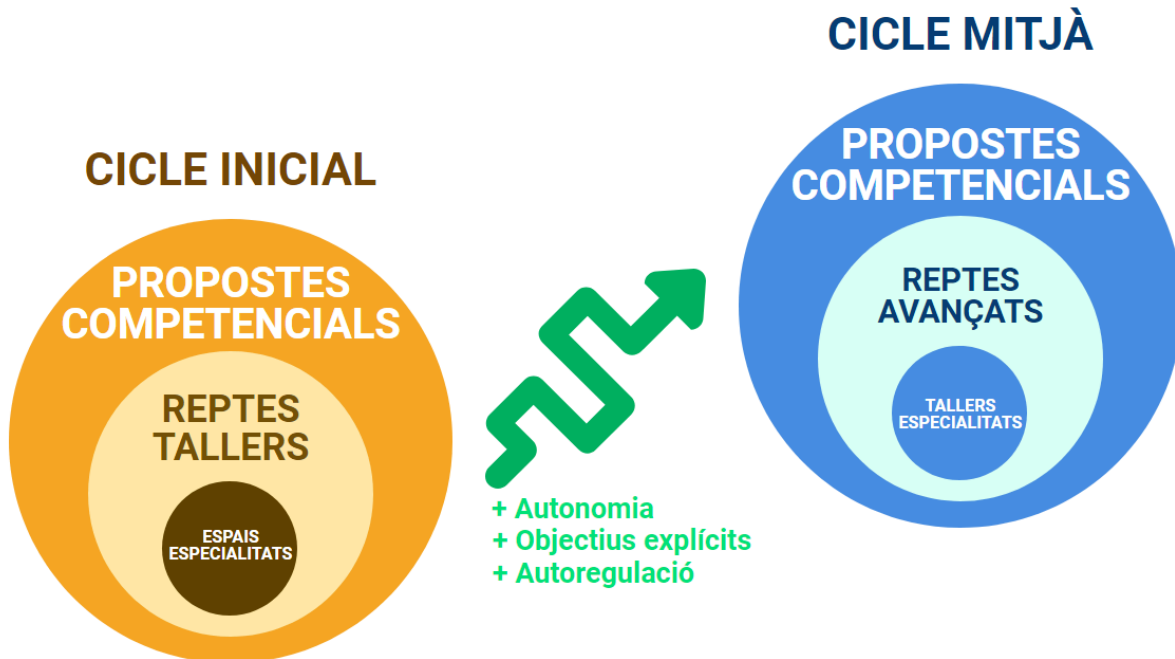 CICLE INICIAL
PROPOSTES
COMPETENCIALS
REPTES
TALLERS
ESPAIS
ESPECIALITATS
+ Autonomia
+ Objectius explícits
+ Autoregulació
CICLE MITJÀ
PROPOSTES
COMPETENCIALS
REPTES
AVANÇATS
TALLERS
ESPECIALITATS